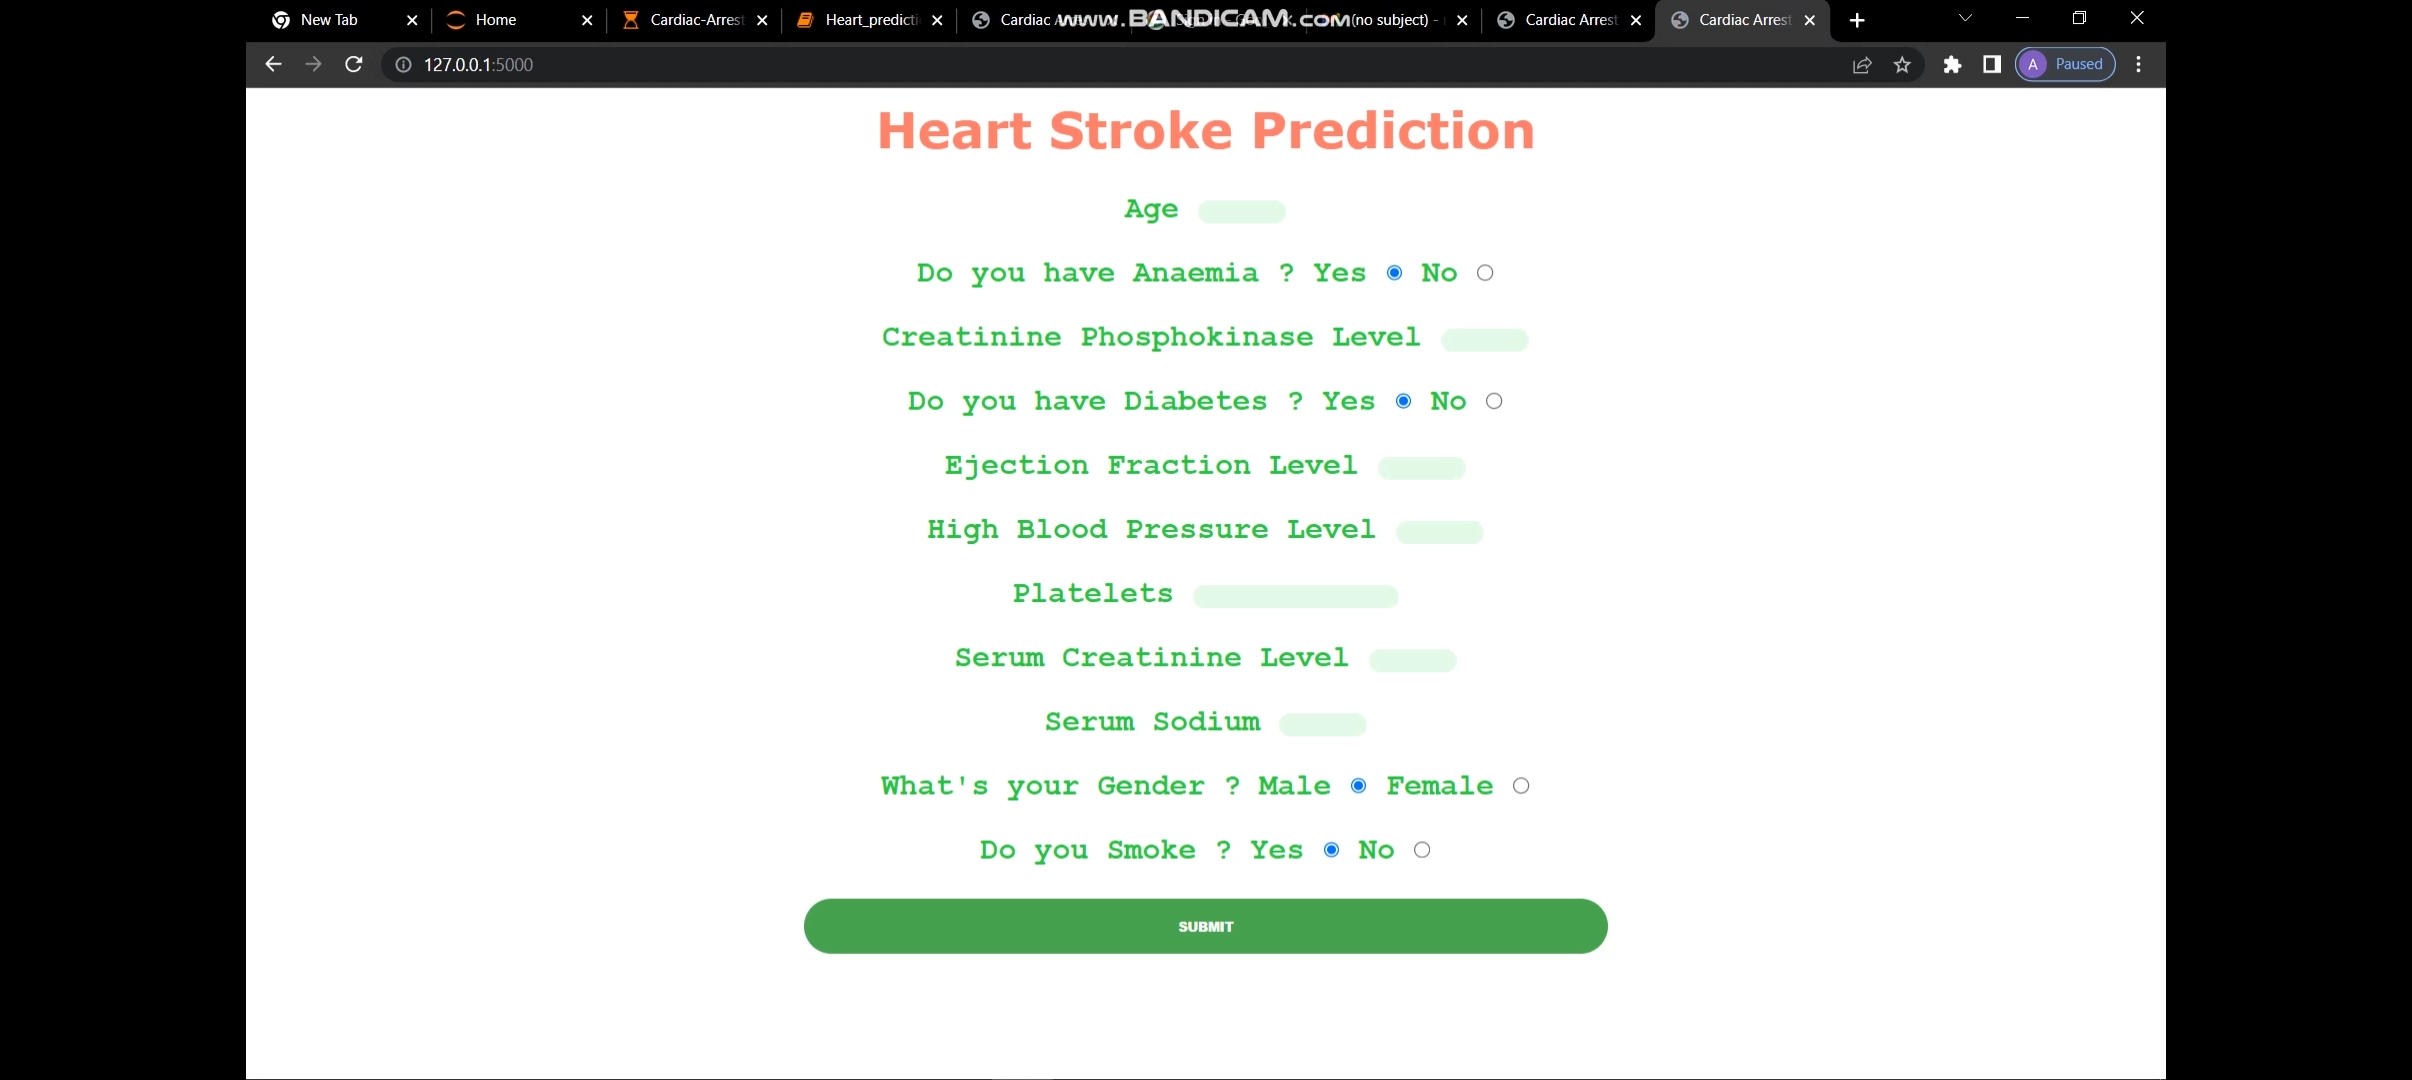 New Tab
Home
Cardiac-Arrest
Heart_predicti
Cardiac
www.BANDICAM.com
(no subject) -
Cardiac Arrest
Cardiac Arrest
127.0.0.1:5000
A Paused
Heart Stroke Prediction
Age
Do you have Anaemia ? Yes No
Creatinine Phosphokinase Level
Do you have Diabetes ? Yes No
Ejection Fraction Level
High Blood Pressure Level
Platelets
Serum Creatinine Level
Serum Sodium
What's your Gender ? Male Female
Do you Smoke ? Yes No
SUBMIT